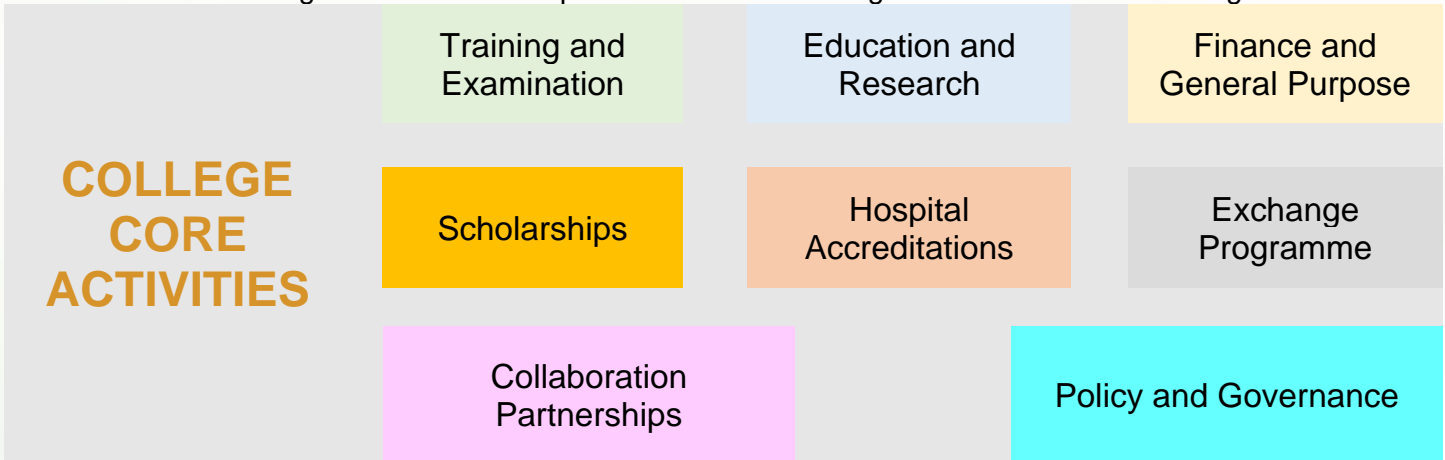 Training and
Examination
Education and
Research
Finance and
General Purpose
COLLEGE
CORE
ACTIVITIES
Scholarships
Hospital
Accreditations
Exchange
Programme
Collaboration
Partnerships
Policy and Governance